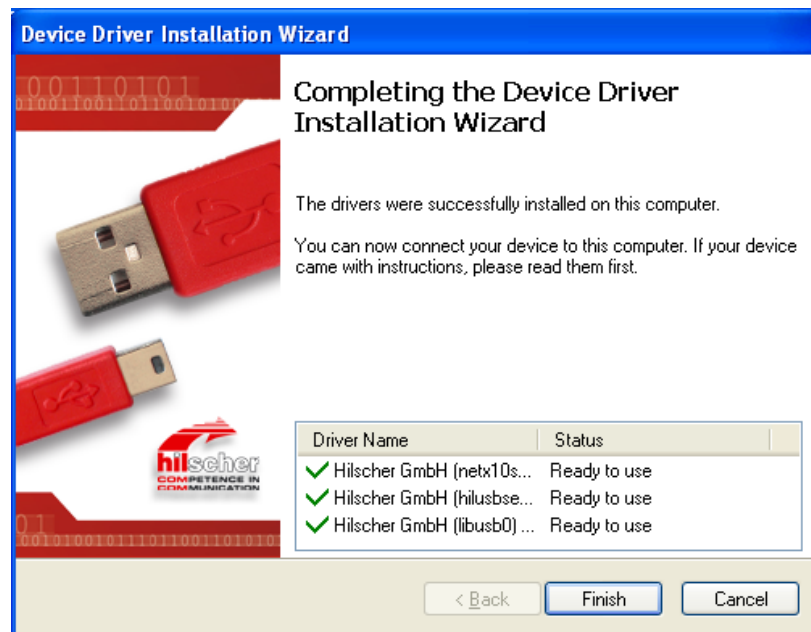 Device Driver Installation Wizard
00110101
Completing the Device Driver
Installation Wizard
The drivers were successfully installed on this computer.
You can now connect your device to this computer. If your device
came with instructions, please read them first.
hilscher
COMPETENCE IN
COMMUNICATION
Driver Name Status
Hilscher GmbH (netx10s... Ready to use
Hilscher GmbH (hilusbse... Ready to use
Hilscher GmbH (libusb0) ... Ready to use
01
< Back Finish Cancel